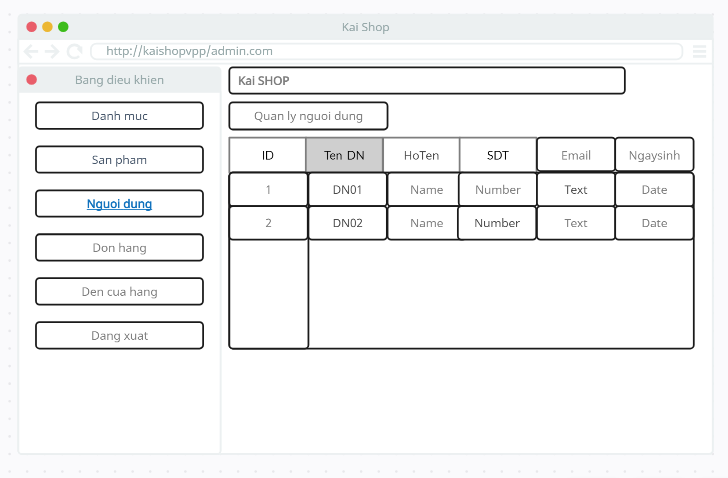 Kai Shop
http://kaishopvpp/admin.com
Bang dieu khien
Danh muc
San pham
Nguoi dung
Don hang
Den cua hang
Dang xuat
Kai SHOP
Quan ly nguoi dung
ID Ten DN HoTen SDT Email Ngaysinh
1 DN01 Name Number Text Date
2 DN02 Name Number Text Date